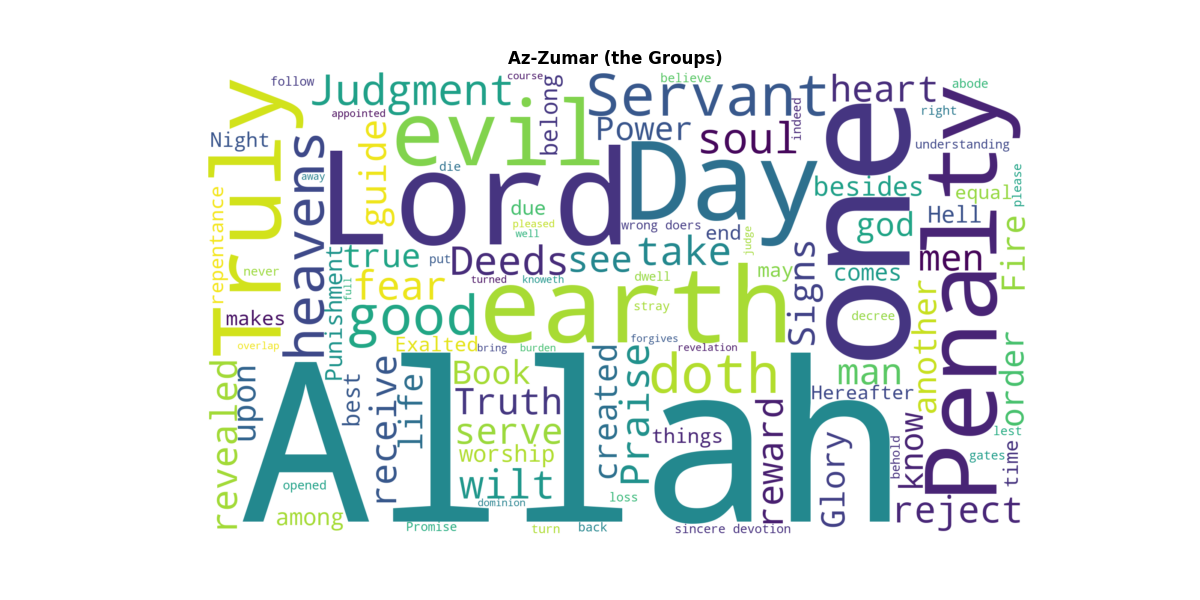 Az-Zumar (the Groups)
follow
course
believe
abode
Judgment
Servant
heart
Truly
appointed
belong
indeed
right
evil
Power
soul
one
Penalty
Night
guide
understanding
heavens
Lord
Day
die
away
besides
please
equal
repentance
due
pleased
well
wrong doers
end
judge
god
Hell
true
put
Deeds
see
take
Signs
men
Fire
never
Punishment
full
fear
turned
knoweth
dwell
may
comes
makes
good
earth
stray
another
decree
overlap
Exalted
bring
burden
forgives
revelation
order
revealed
upon
best
receive
life
Book
created
Praise
doth
man
Hereafter
Allah
Truth
serve
things
reward
Glory
behold
know
lest
time
gates
worship
wilt
opened
dominion
loss
among
Promise
turn
back
sincere devotion
reject